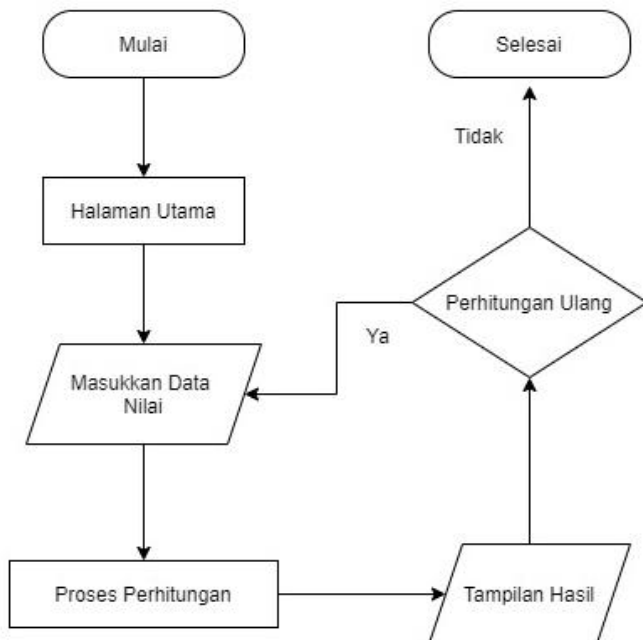 Mulai
Halaman Utama
Masukkan Data
Nilai
Proses Perhitungan
Tampilan Hasil
Perhitungan Ulang
Ya
Tidak
Selesai